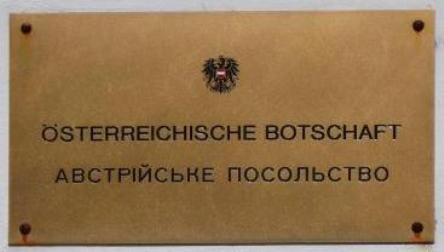 ÖSTERREICHISCHE BOTSCHAFT
АВСТРІЙСЬКЕ ПОСОЛЬСТВО